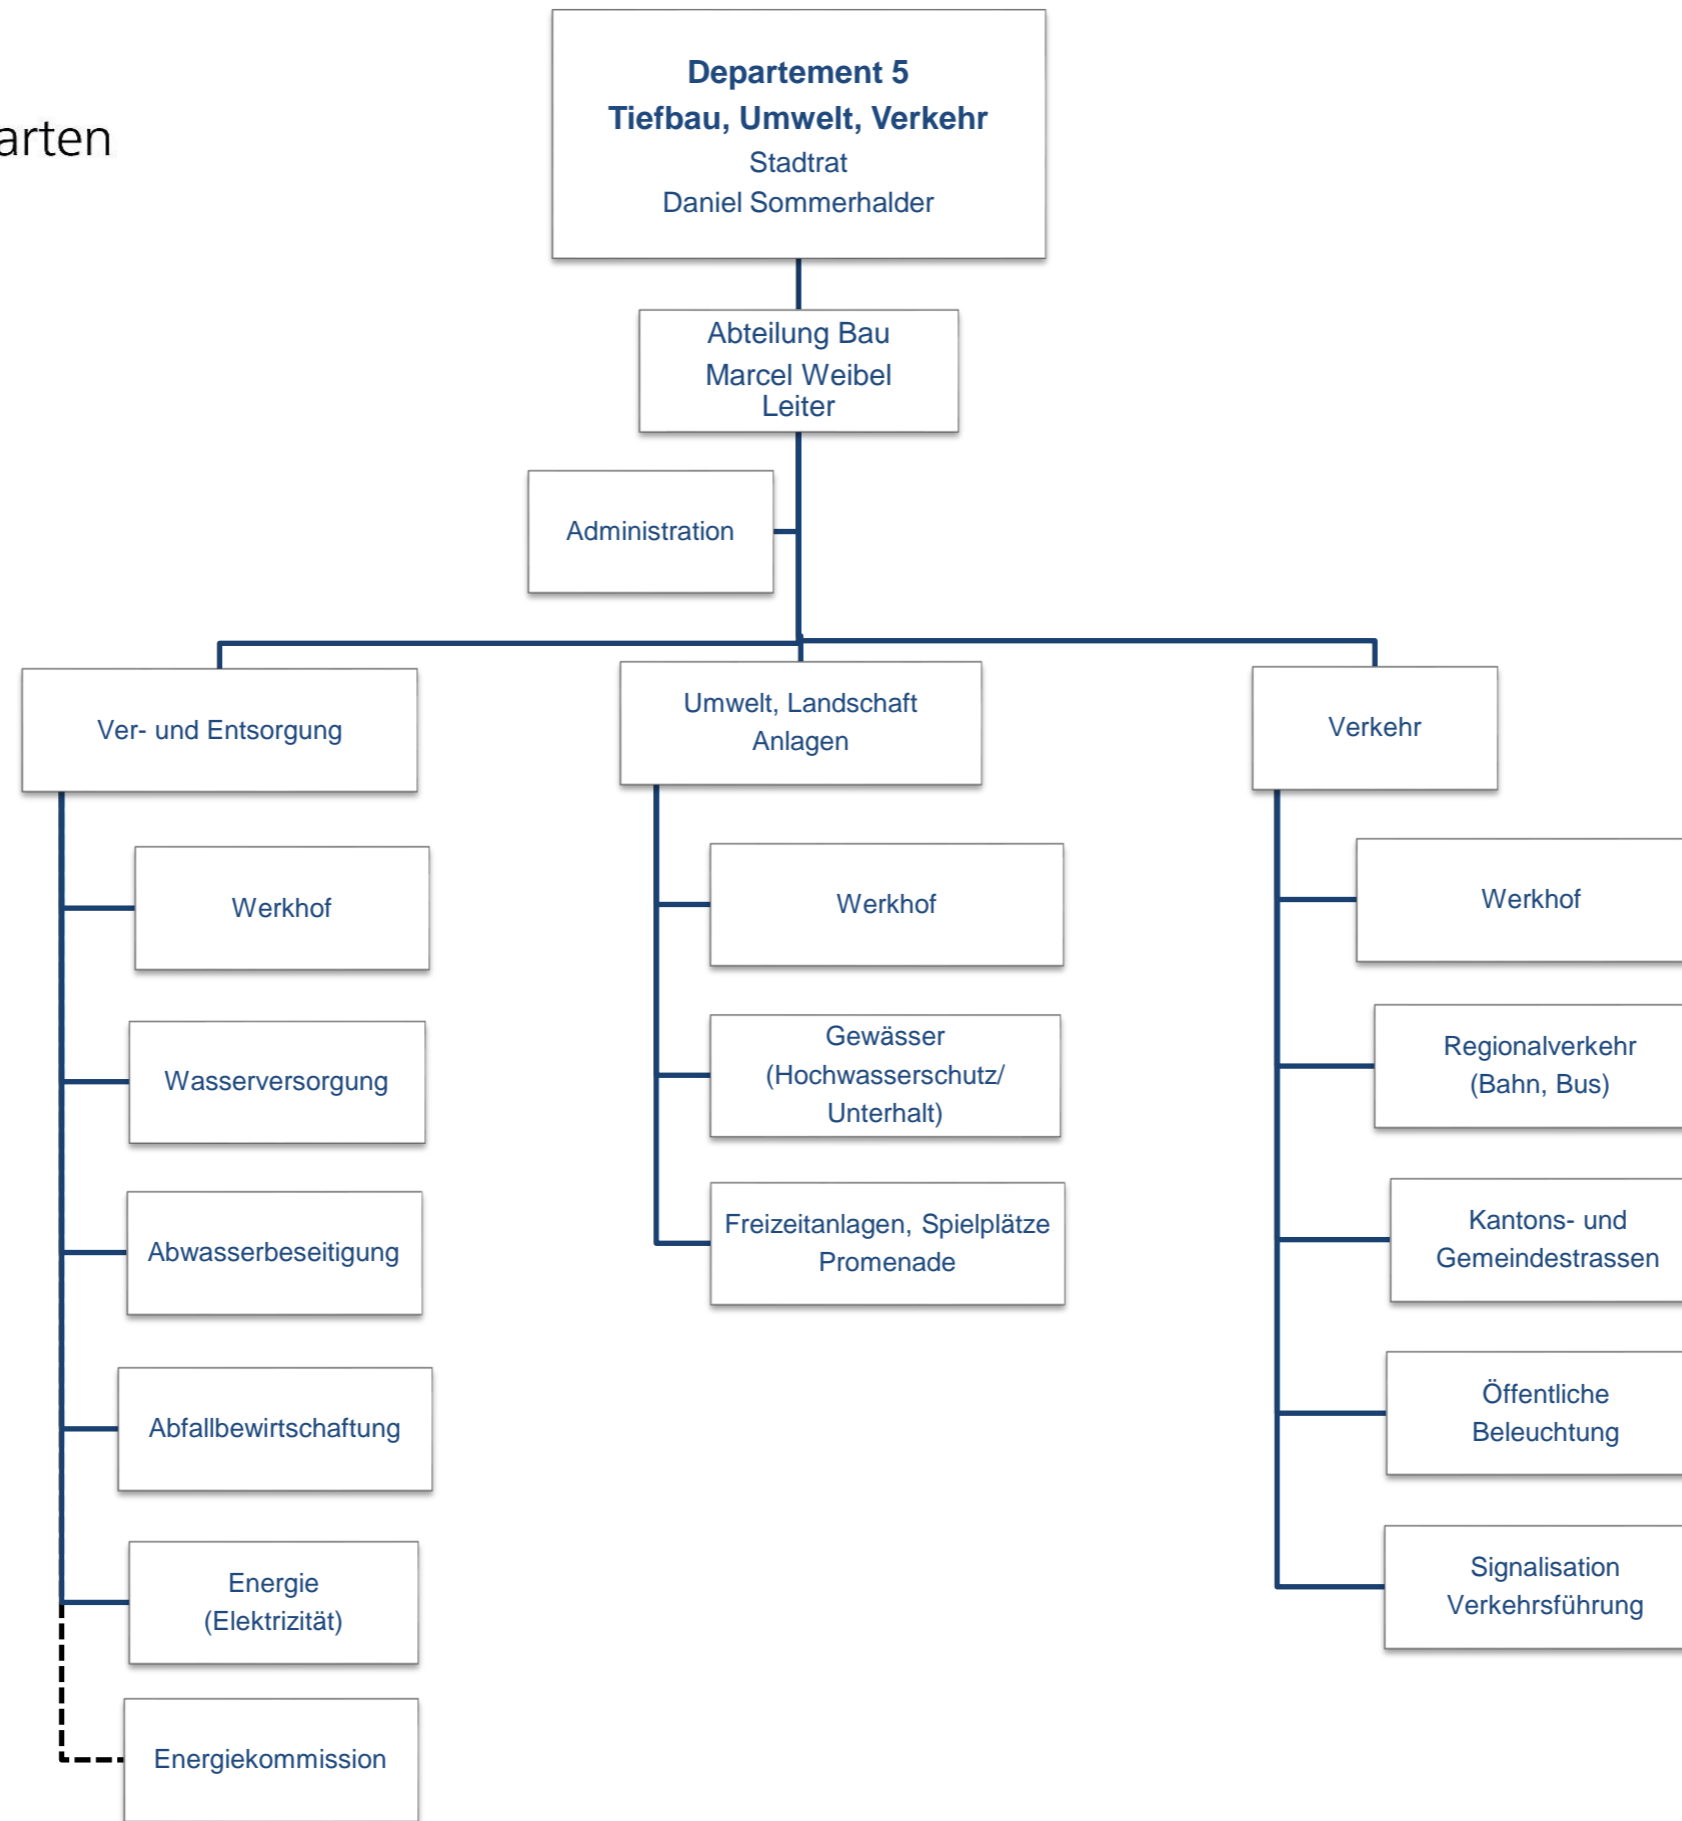 arten
Departement 5
Tiefbau, Umwelt, Verkehr
Stadtrat
Daniel Sommerhalder
Abteilung Bau
Marcel Weibel
Leiter
Administration
Ver- und Entsorgung
Werkhof
Wasserversorgung
Abwasserbeseitigung
Abfallbewirtschaftung
Energie
(Elektrizität)
Energiekommission
Umwelt, Landschaft
Anlagen
Werkhof
Gewässer
(Hochwasserschutz/
Unterhalt)
Freizeitanlagen, Spielplätze
Promenade
Verkehr
Werkhof
Regionalverkehr
(Bahn, Bus)
Kantons- und
Gemeindestrassen
Öffentliche
Beleuchtung
Signalisation
Verkehrsführung